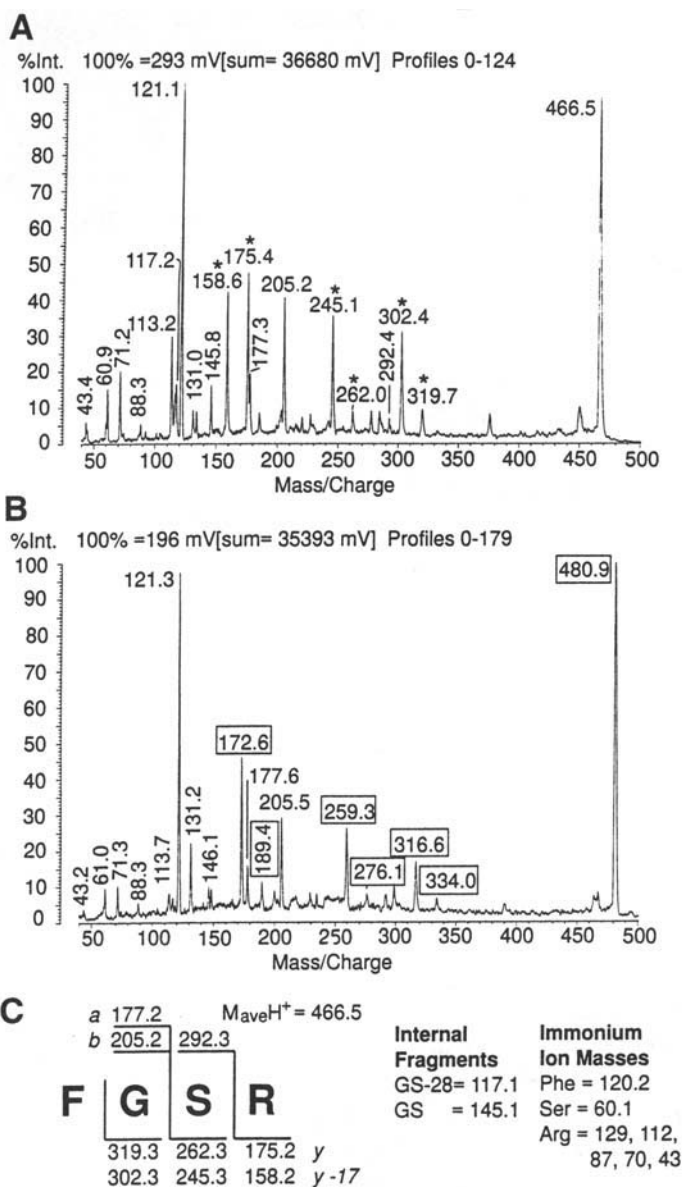 A
%Int. 100% =293 mV[sum= 36680 mV] Profiles 0-124
100
90
80
70
60
50
40
30
20
10
0
121.1
466.5
117.2
*
158.6
*
175.4
205.2
*
245.1
*
302.4
113.2
43.4
60.9
71.2
88.3
131.0
145.8
177.3
*
262.0
292.4
*
319.7
50 100 150 200 250 300 350 400 450 500
Mass/Charge
B
%Int. 100% =196 mV[sum= 35393 mV] Profiles 0-179
100
90
80
70
60
50
40
30
20
10
0
121.3
480.9
172.6
177.6
205.5
259.3
131.2
189.4
316.6
276.1
334.0
43.2
61.0
71.3
88.3
113.7
146.1
50 100 150 200 250 300 350 400 450 500
Mass/Charge
C
a 177.2 MaveH+ = 466.5
b 205.2 292.3
F G S R
319.3 262.3 175.2 y
302.3 245.3 158.2 y -17
Internal
Fragments
GS-28= 117.1
GS = 145.1
Immonium
Ion Masses
Phe = 120.2
Ser = 60.1
Arg = 129, 112,
87, 70, 43